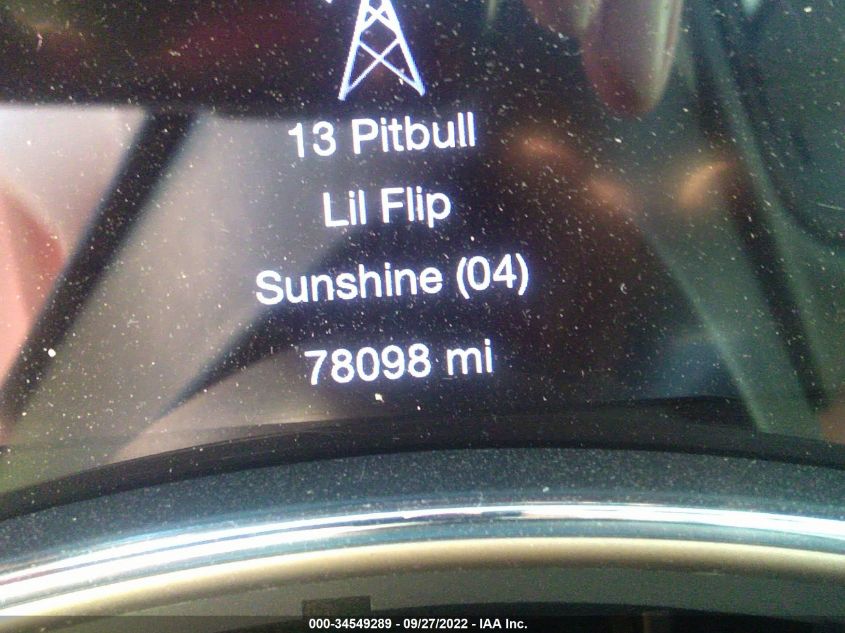 13 Pitbull
Lil Flip
Sunshine (04)
78098 mi
000-34549289 - 09/27/2022 - IAA Inc.